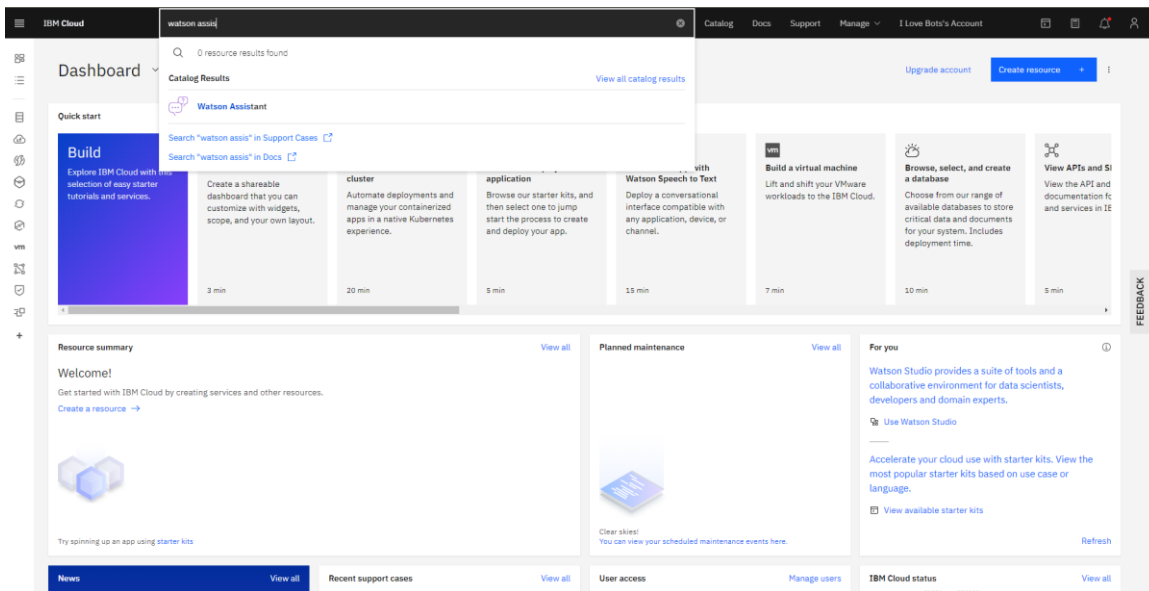 IBM Cloud
watson assis
Catalog
Docs
Support
Manage
I Love Bots's Account
0 resource results found
Catalog Results
View all catalog results
Watson Assistant
Search "watson assis" in Support Cases
Search "watson assis" in Docs
Dashboard
Upgrade account
Create resource +
Quick start
Build
Explore IBM Cloud with this
selection of easy starter
tutorials and services.
Create a shareable
dashboard that you can
customize with widgets,
scope, and your own layout.
3 min
cluster
Automate deployments and
manage your containerized
apps in a native Kubernetes
experience.
20 min
application
Browse our starter kits, and
then select one to jump
start the process to create
and deploy your app.
5 min
with
Watson Speech to Text
Deploy a conversational
interface compatible with
any application, device, or
channel.
15 min
vm
Build a virtual machine
Lift and shift your VMware
workloads to the IBM Cloud.
7 min
Browse, select, and create
a database
Choose from our range of
available databases to store
critical data and documents
for your system. Includes
deployment time.
10 min
View APIs and SI
View the API and
documentation fo
and services in IE
5 min
vm
FEEDBACK
Resource summary
View all
Welcome!
Get started with IBM Cloud by creating services and other resources.
Create a resource →
Try spinning up an app using starter kits
Planned maintenance
View all
Clear skies!
You can view your scheduled maintenance events here.
For you
Watson Studio provides a suite of tools and a
collaborative environment for data scientists,
developers and domain experts.
Use Watson Studio
Accelerate your cloud use with starter kits. View the
most popular starter kits based on use case or
language.
View available starter kits
Refresh
News
View all
Recent support cases
View all
User access
Manage users
IBM Cloud status
View all